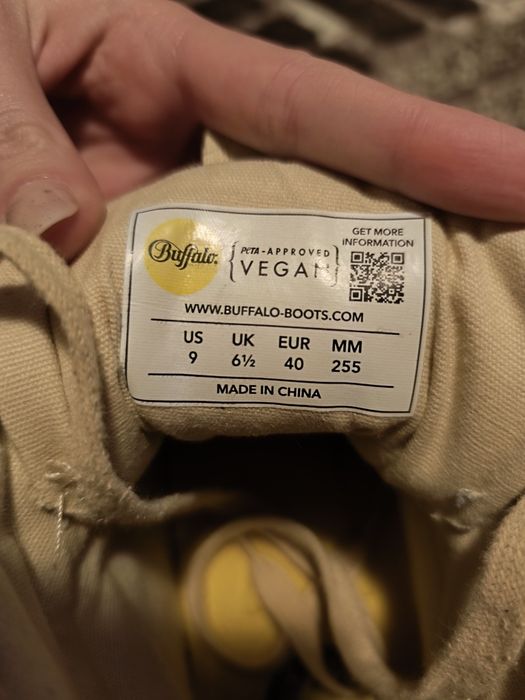 Buffalo.
PETA-APPROVED
VEGAN
GET MORE
INFORMATION
WWW.BUFFALO-BOOTS.COM
US UK EUR MM
9 6½ 40 255
MADE IN CHINA